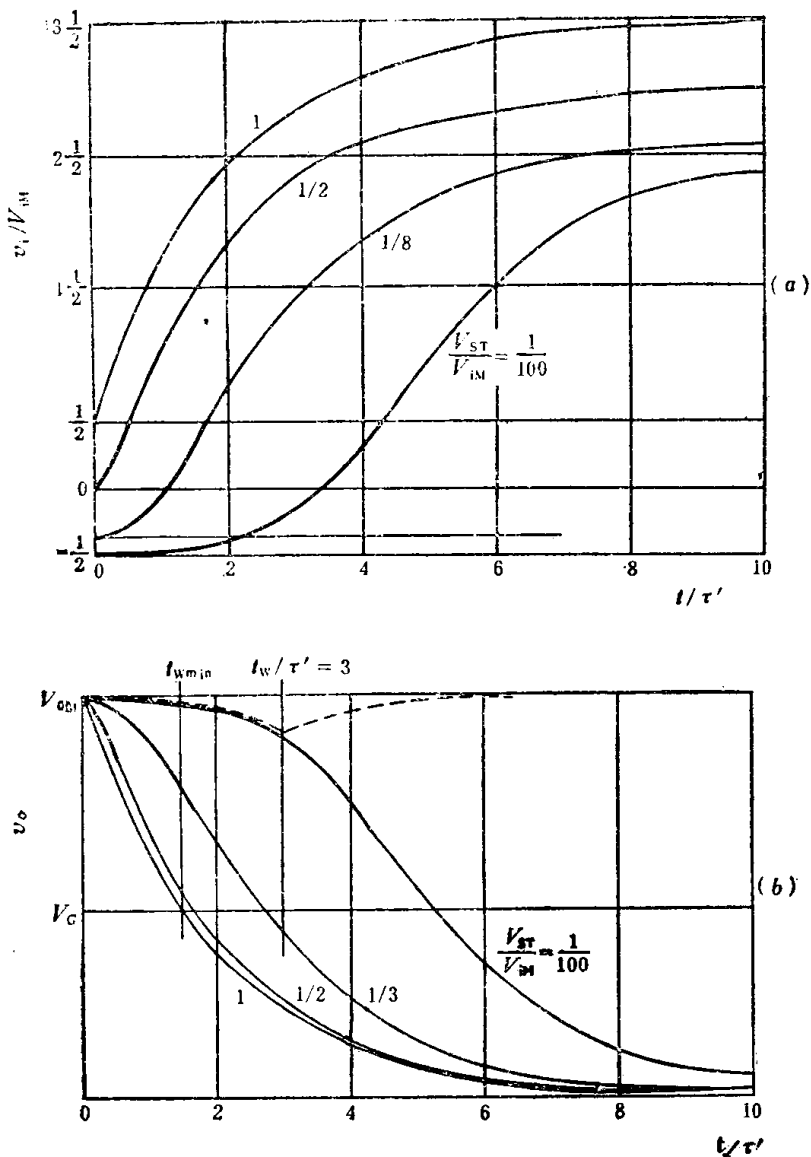 3 1/2
2 1/2
1 1/2
1/2
0
-1/2
v_i/V_iM
1
1/2
1/8
V_ST/V_iM = 1/100
(a)
0 2 4 6 8 10
t/τ′
t_wmin t_w/τ′ = 3
v_o
V_G
1
1/2
1/3
V_ST/V_iM = 1/100
(b)
0 2 4 6 8 10
t/τ′